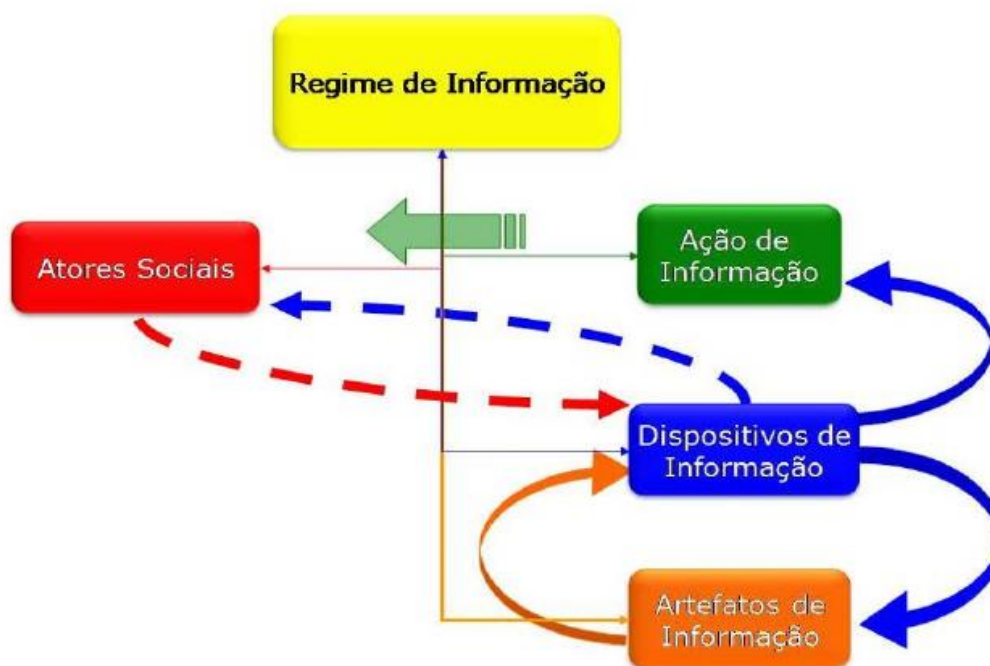 Regime de Informação
Atores Sociais
Ação de
Informação
Dispositivos de
Informação
Artefatos de
Informação